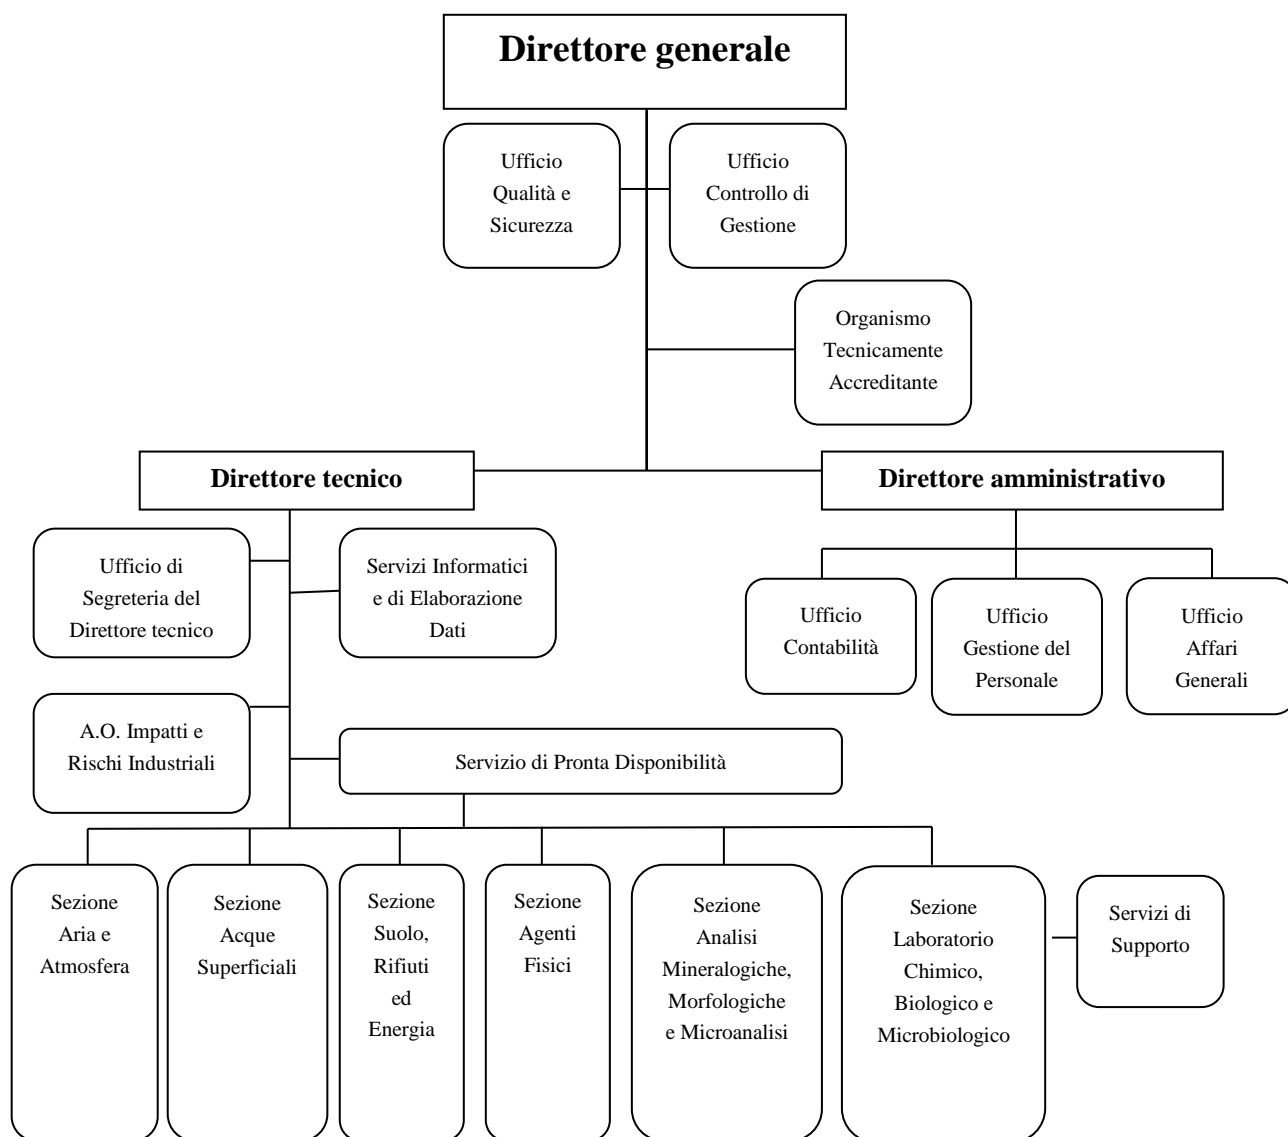 Direttore generale
Ufficio
Qualità e
Sicurezza
Ufficio
Controllo di
Gestione
Organismo
Tecnicamente
Accreditante
Direttore tecnico
Direttore amministrativo
Ufficio di
Segreteria del
Direttore tecnico
Servizi Informatici
e di Elaborazione
Dati
Ufficio
Contabilità
Ufficio
Gestione del
Personale
Ufficio
Affari
Generali
A.O. Impatti e
Rischi Industriali
Servizio di Pronta Disponibilità
Sezione
Aria e
Atmosfera
Sezione
Acque
Superficiali
Sezione
Suolo,
Rifiuti
ed
Energia
Sezione
Agenti
Fisici
Sezione
Analisi
Mineralogiche,
Morfologiche
e Microanalisi
Sezione
Laboratorio
Chimico,
Biologico e
Microbiologico
Servizi di
Supporto